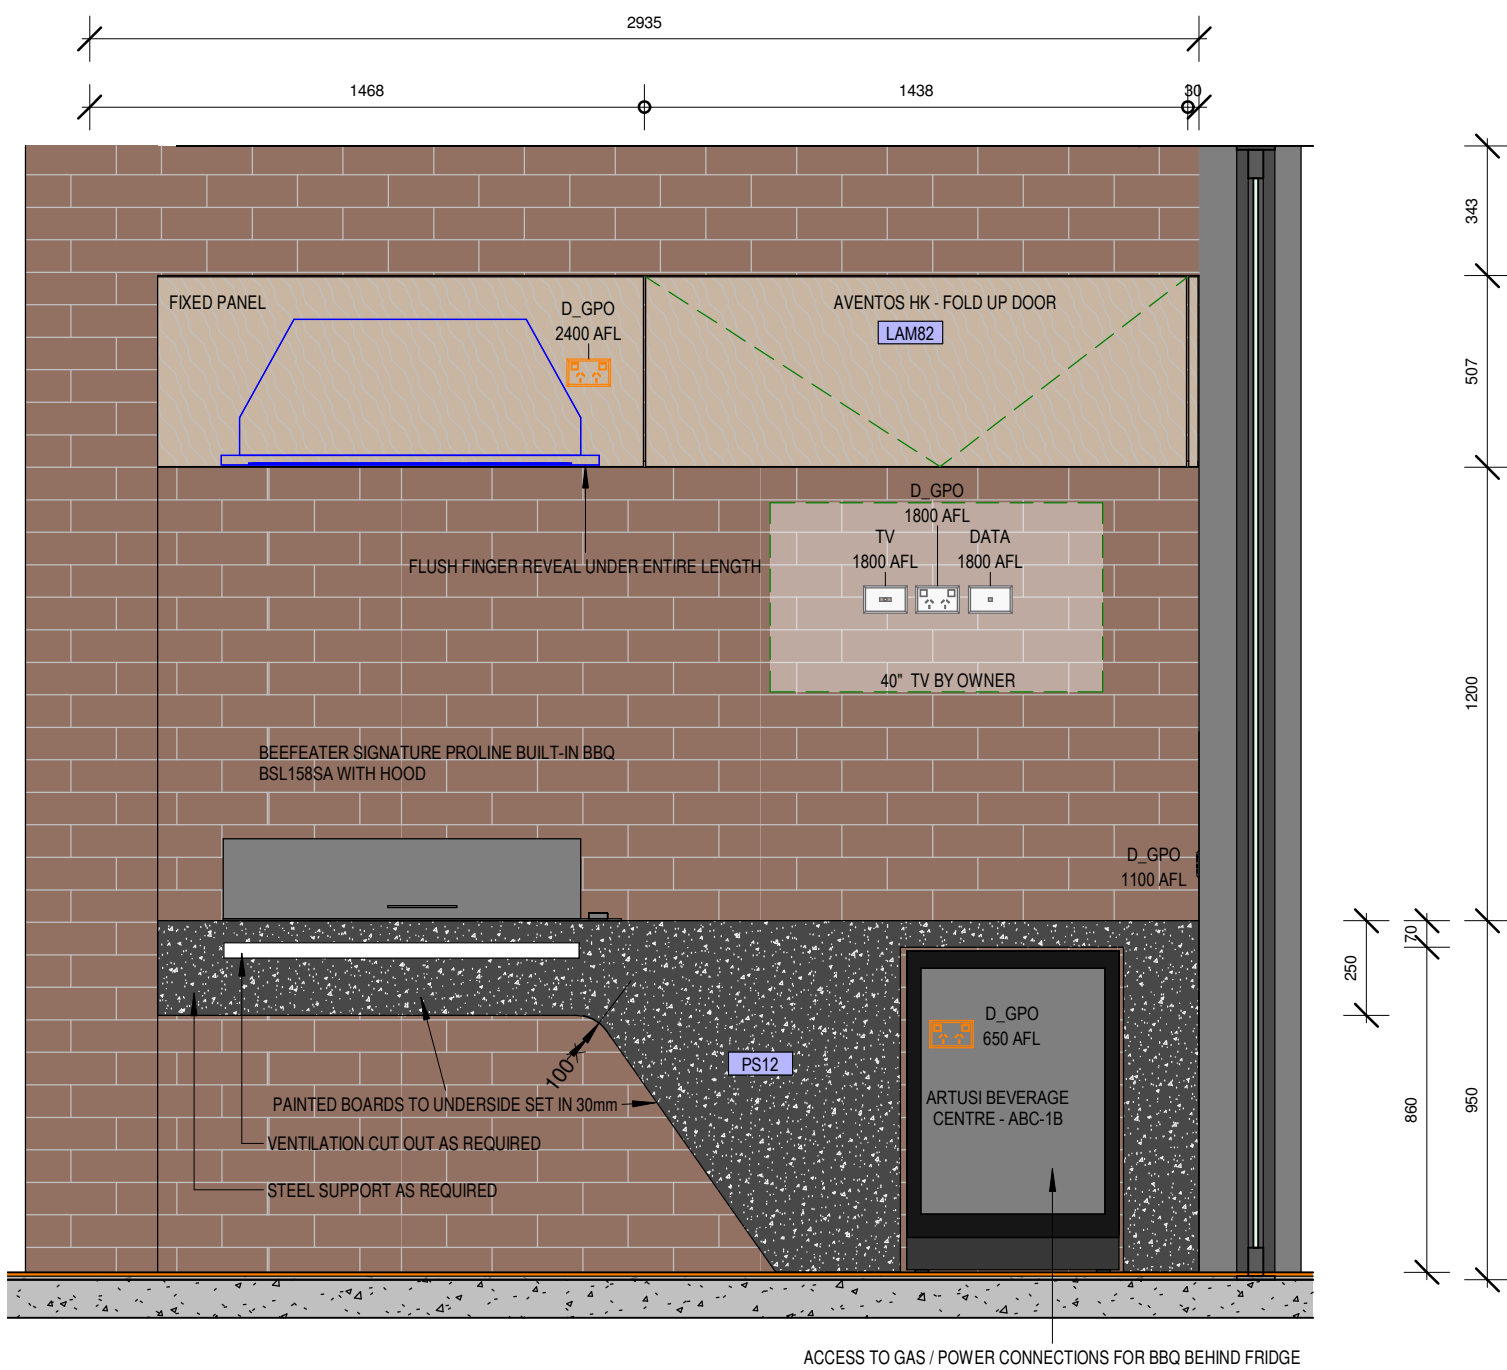 2935
1468
1438
30
343
FIXED PANEL
D_GPO
2400 AFL
AVENTOS HK - FOLD UP DOOR
LAM82
507
D_GPO
1800 AFL
TV
1800 AFL
DATA
1800 AFL
FLUSH FINGER REVEAL UNDER ENTIRE LENGTH
40" TV BY OWNER
1200
BEEFEATER SIGNATURE PROLINE BUILT-IN BBQ
BSL158SA WITH HOOD
D_GPO
1100 AFL
70
250
D_GPO
650 AFL
PS12
100
ARTUSI BEVERAGE
CENTRE - ABC-1B
860
950
PAINTED BOARDS TO UNDERSIDE SET IN 30mm
VENTILATION CUT OUT AS REQUIRED
STEEL SUPPORT AS REQUIRED
ACCESS TO GAS / POWER CONNECTIONS FOR BBQ BEHIND FRIDGE